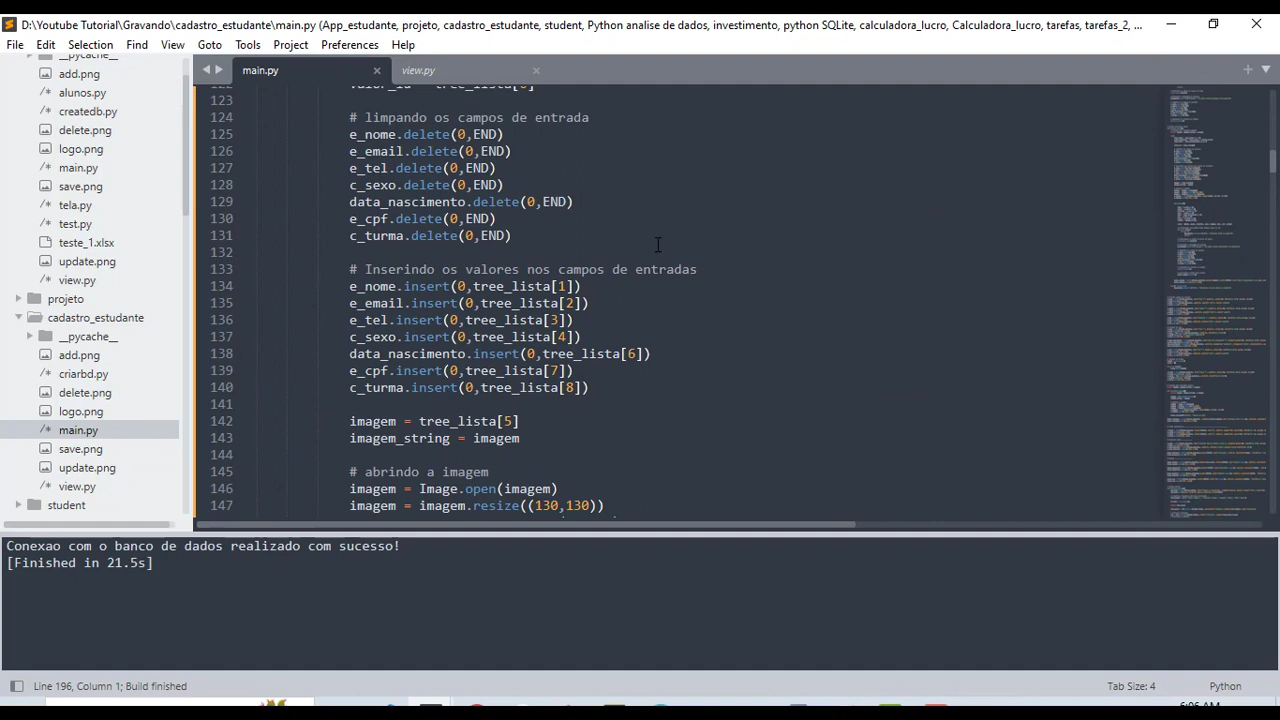 D:\Youtube Tutorial\Gravando\cadastro_estudante\main.py (App_estudante, projeto, cadastro_estudante, student, Python analise de dados, investimento, python SQLite, calculadora_lucro, Calculadora_lucro, tarefas, tarefas_2, ...
File Edit Selection Find View Goto Tools Project Preferences Help
__pycache__
add.png
alunos.py
createdb.py
delete.png
logo.png
main.py
save.png
tela.py
test.py
teste_1.xlsx
update.png
view.py
projeto
cadastro_estudante
__pycache__
add.png
criarbd.py
delete.png
logo.png
main.py
save.png
update.png
view.py
student
main.py view.py
122 valor_id = tree_lista[0]
123
124 # limpando os campos de entrada
125 e_nome.delete(0,END)
126 e_email.delete(0,END)
127 e_tel.delete(0,END)
128 c_sexo.delete(0,END)
129 data_nascimento.delete(0,END)
130 e_cpf.delete(0,END)
131 c_turma.delete(0,END)
132
133 # Inserindo os valores nos campos de entradas
134 e_nome.insert(0,tree_lista[1])
135 e_email.insert(0,tree_lista[2])
136 e_tel.insert(0,tree_lista[3])
137 c_sexo.insert(0,tree_lista[4])
138 data_nascimento.insert(0,tree_lista[6])
139 e_cpf.insert(0,tree_lista[7])
140 c_turma.insert(0,tree_lista[8])
141
142 imagem = tree_lista[5]
143 imagem_string = imagem
144
145 # abrindo a imagem
146 imagem = Image.open(imagem)
147 imagem = imagem.resize((130,130))
Conexao com o banco de dados realizado com sucesso!
[Finished in 21.5s]
Line 196, Column 1; Build finished
Tab Size: 4
Python
6:06 AM